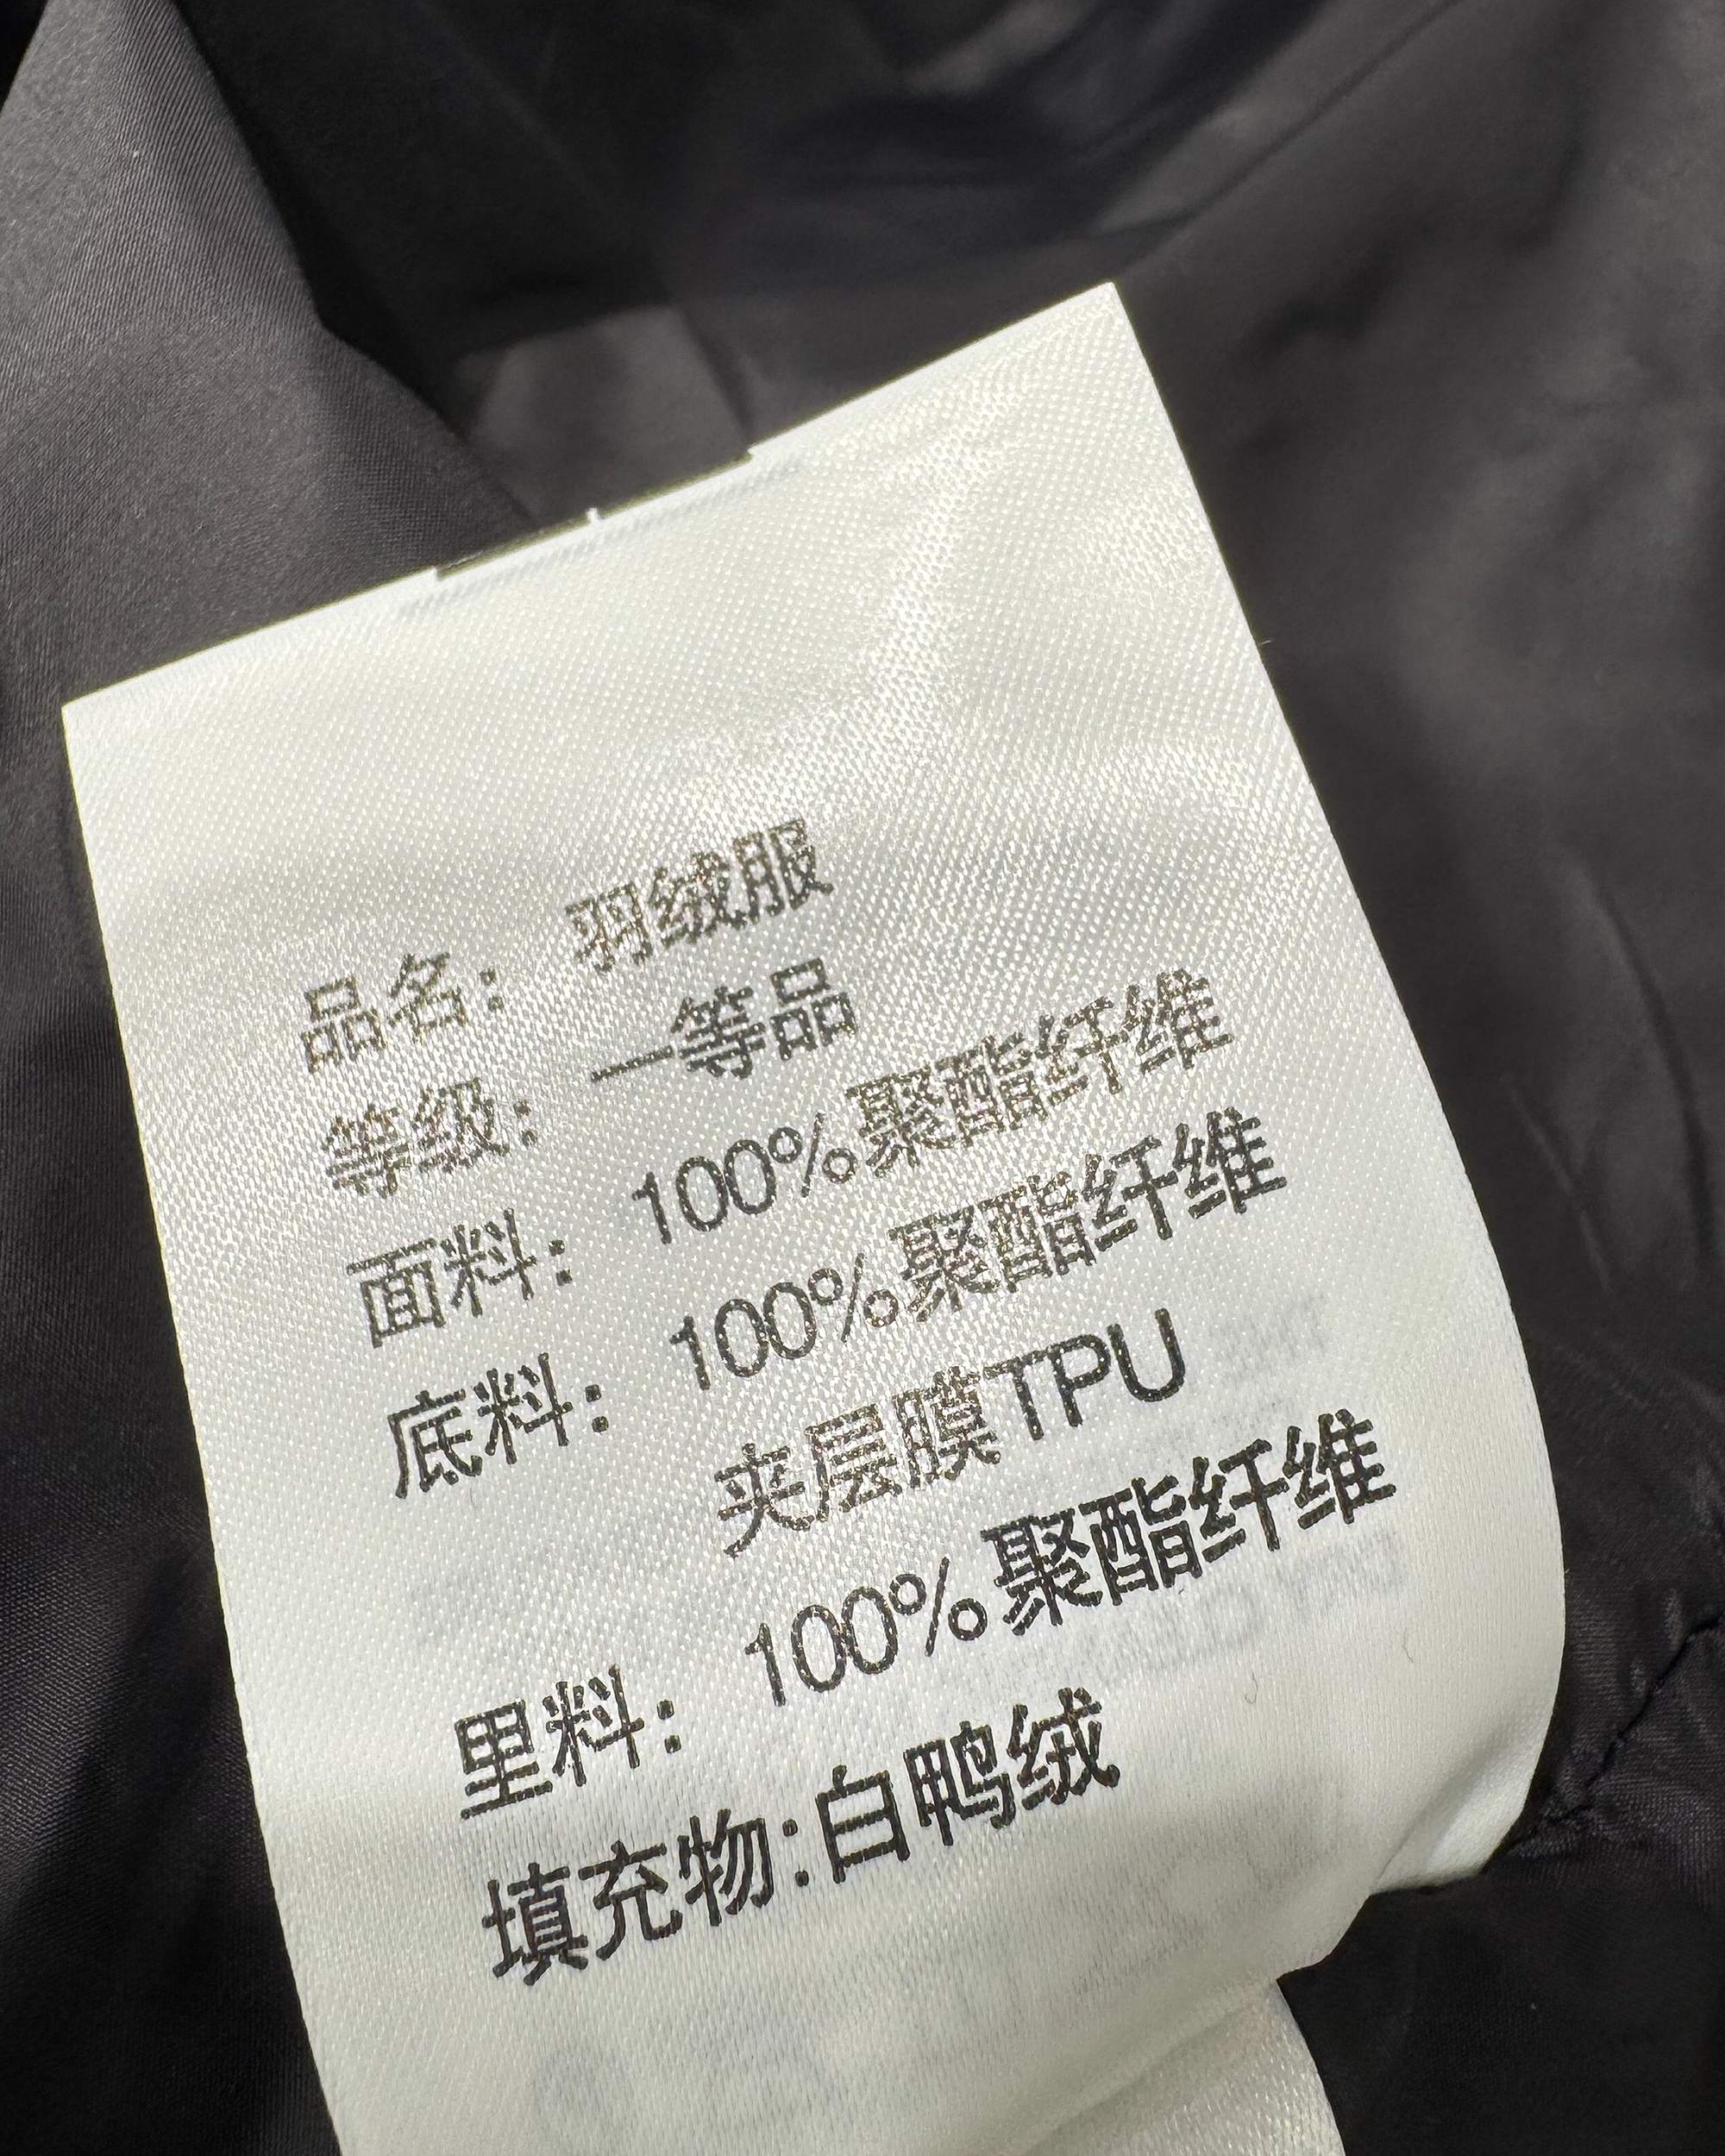 品名： 羽绒服
等级： 一等品
面料： 100%聚酯纤维
底料： 100%聚酯纤维
夹层膜TPU
里料： 100%聚酯纤维
填充物:白鸭绒